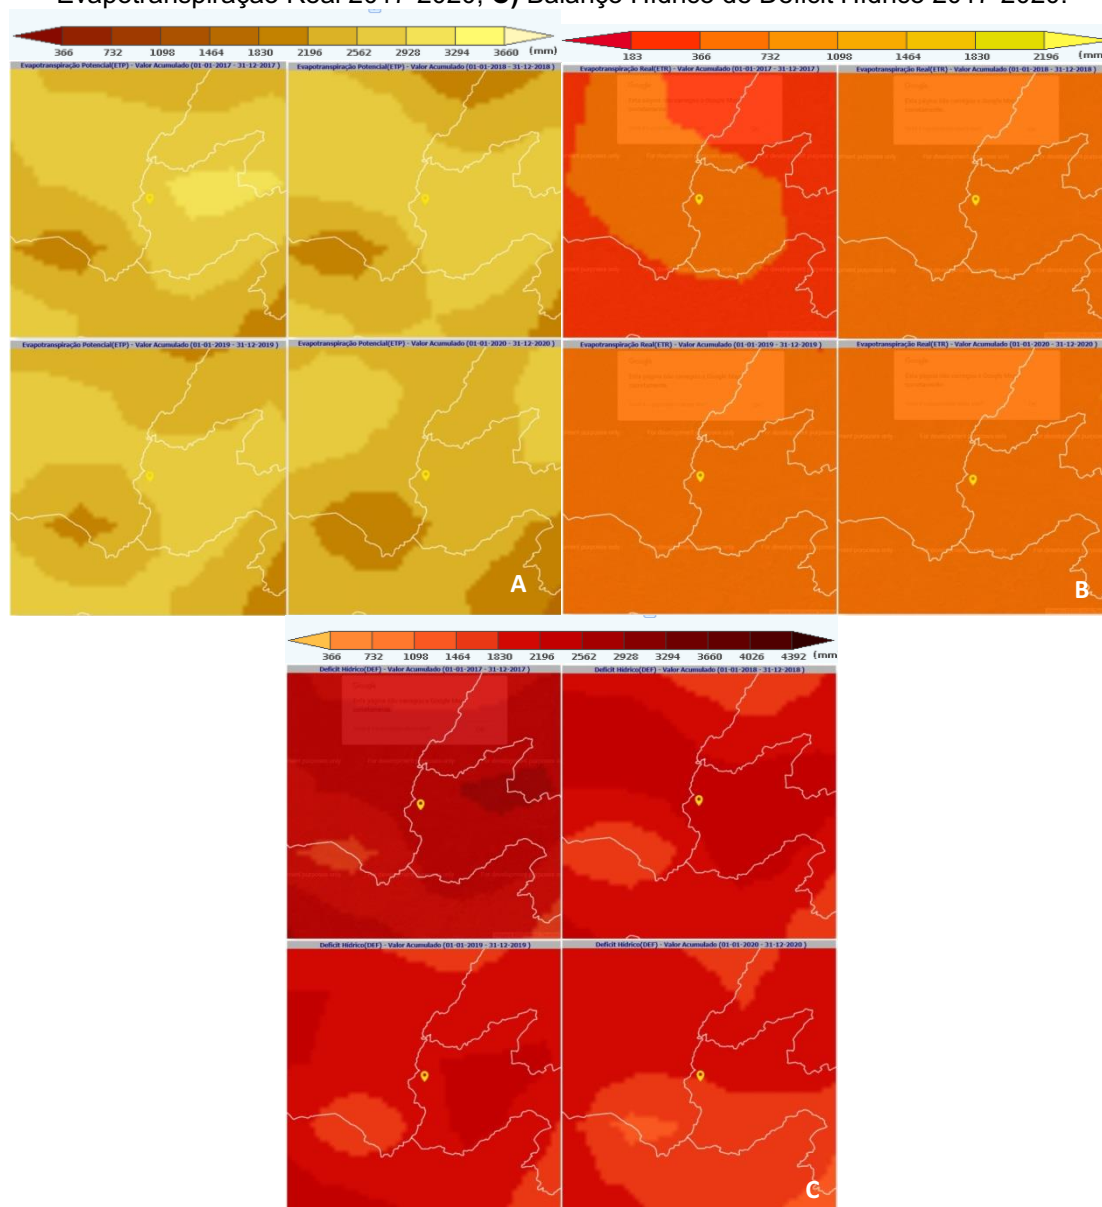 Evapotranspiração Real 2017-2020; C) Balanço Hídrico do Déficit Hídrico 2017-2020.
366 732 1098 1464 1830 2196 2562 2928 3294 3660 (mm)
183 366 732 1098 1464 1830 2196 (mm
Evapotranspiração Potencial(ETP) - Valor Acumulado (01-01-2017 - 31-12-2017 )
Evapotranspiração Potencial(ETP) - Valor Acumulado (01-01-2018 - 31-12-2018 )
Evapotranspiração Real(ETR) - Valor Acumulado (01-01-2017 - 31-12-2017 )
Evapotranspiração Real(ETR) - Valor Acumulado (01-01-2018 - 31-12-2018 )
Evapotranspiração Potencial(ETP) - Valor Acumulado (01-01-2019 - 31-12-2019 )
Evapotranspiração Potencial(ETP) - Valor Acumulado (01-01-2020 - 31-12-2020 )
Evapotranspiração Real(ETR) - Valor Acumulado (01-01-2019 - 31-12-2019 )
Evapotranspiração Real(ETR) - Valor Acumulado (01-01-2020 - 31-12-2020 )
A
B
366 732 1098 1464 1830 2196 2562 2928 3294 3660 4026 4392 (mm
Deficit Hídrico(DEF) - Valor Acumulado (01-01-2017 - 31-12-2017 )
Deficit Hídrico(DEF) - Valor Acumulado (01-01-2018 - 31-12-2018 )
Deficit Hídrico(DEF) - Valor Acumulado (01-01-2019 - 31-12-2019 )
Deficit Hídrico(DEF) - Valor Acumulado (01-01-2020 - 31-12-2020 )
C